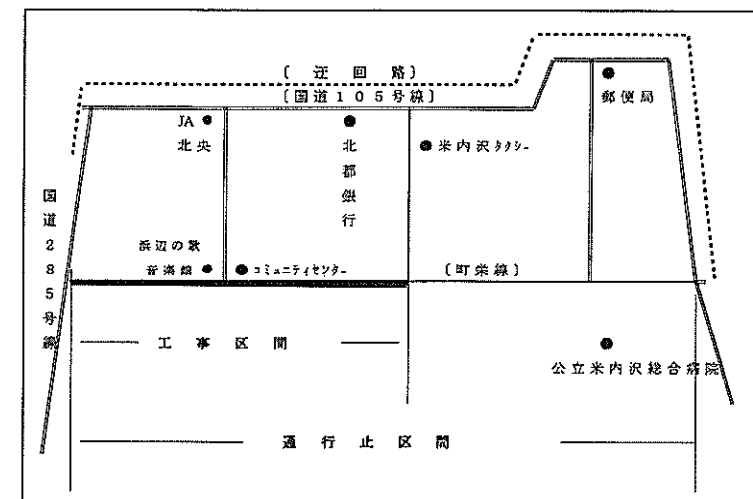 〔迂回路〕
〔国道105号線〕
郵便局
JA
北央
北都銀行
米内沢タクシー
国道285号線
浜辺の歌
音楽館
コミュニティセンター
〔町栄線〕
工事区間
公立米内沢総合病院
通行止区間